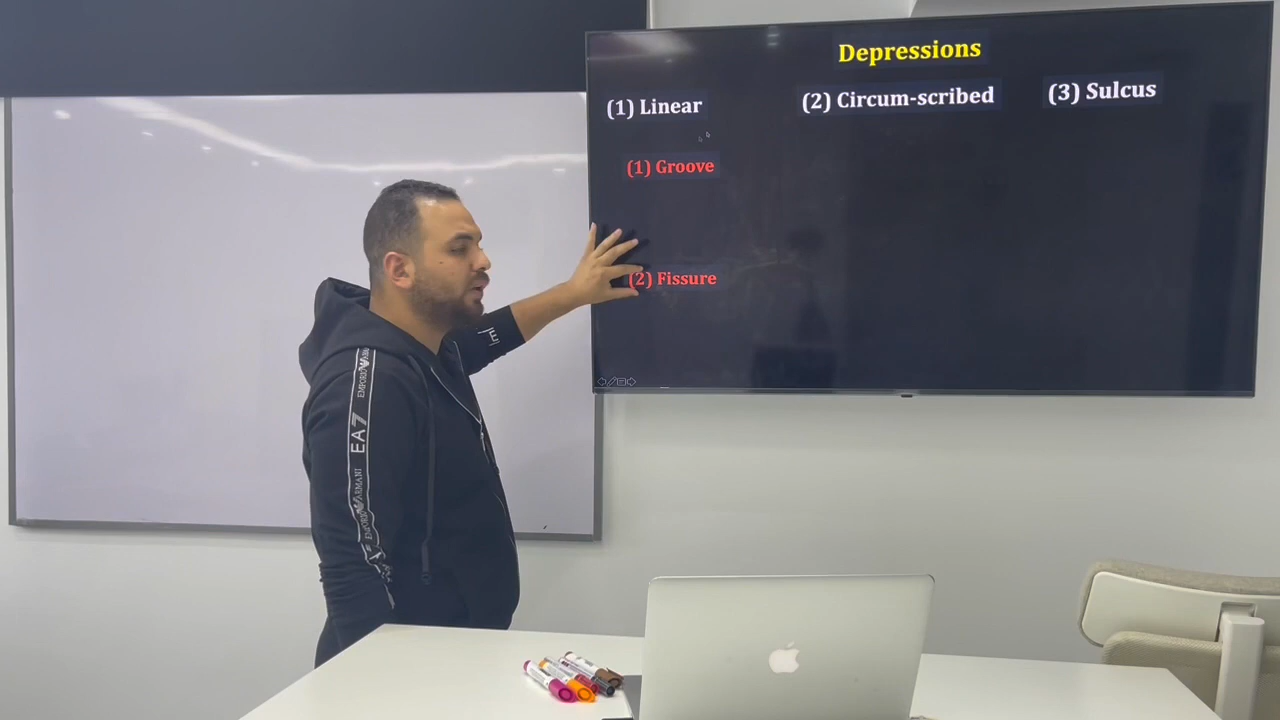 Depressions
(1) Linear
(2) Circum-scribed
(3) Sulcus
(1) Groove
(2) Fissure
EA7
EMPORIO ARMANI